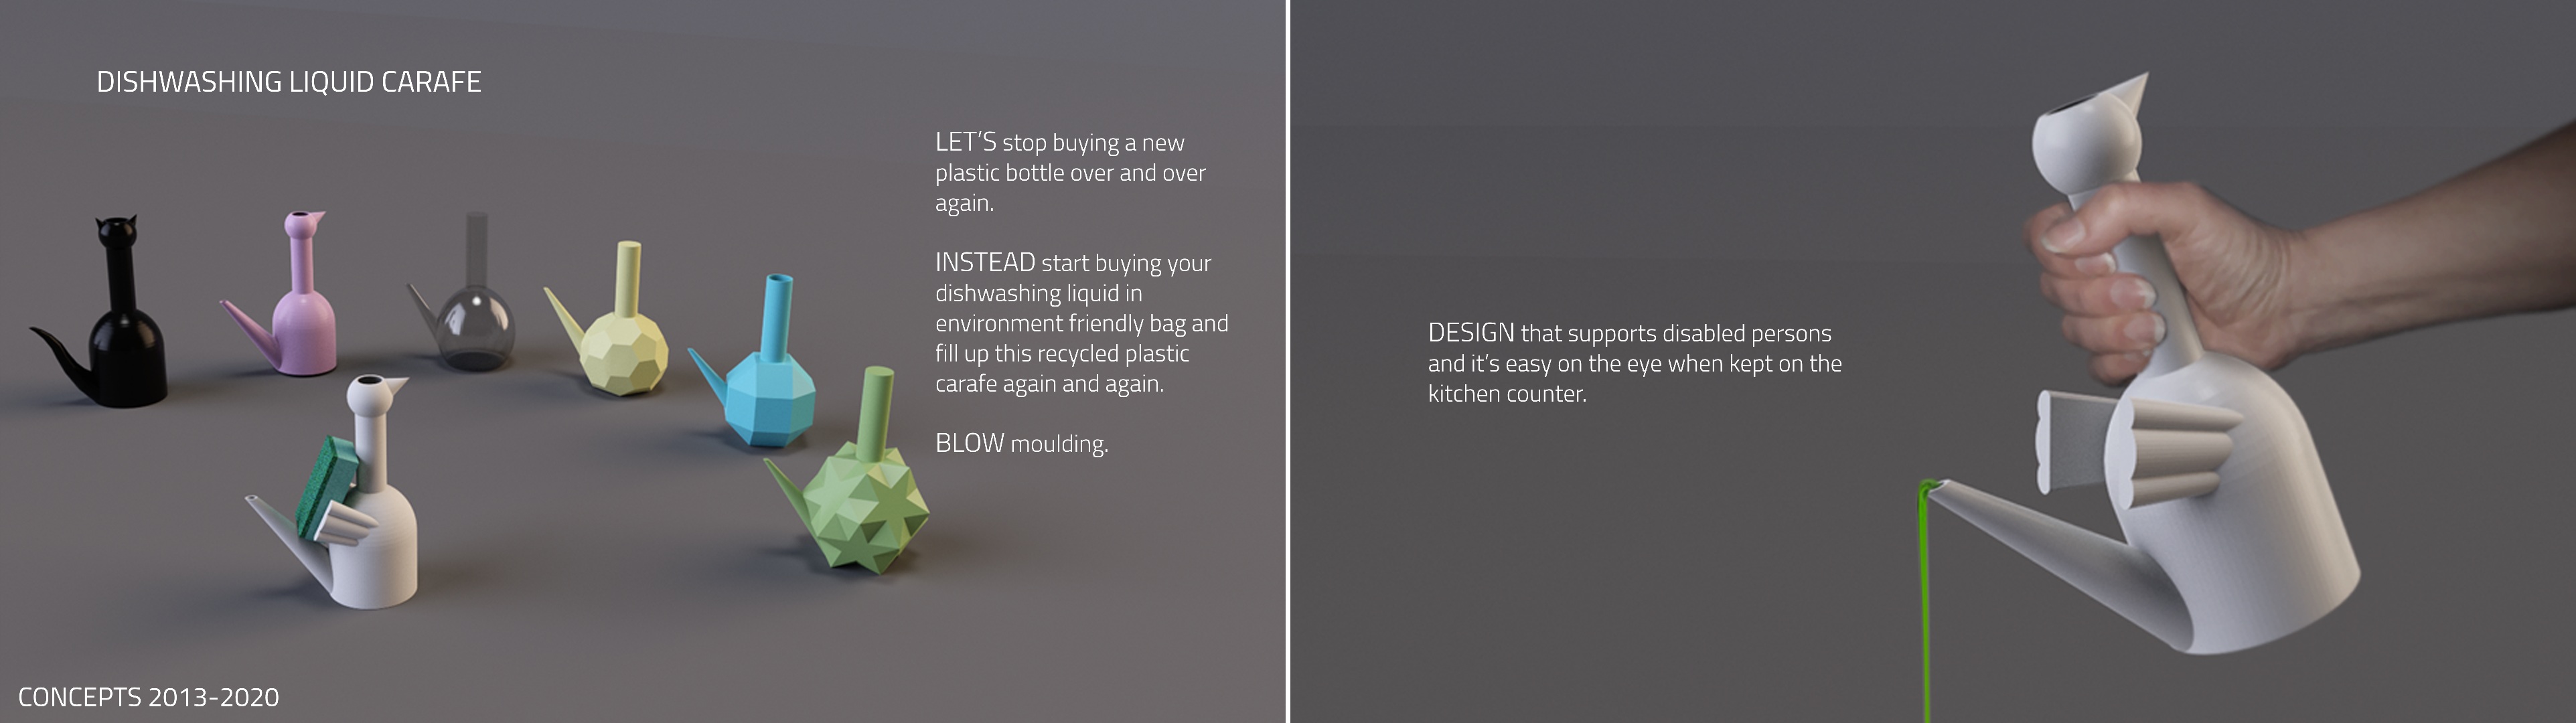 DISHWASHING LIQUID CARAFE
LET'S stop buying a new
plastic bottle over and over
again.
INSTEAD start buying your
dishwashing liquid in
environment friendly bag and
fill up this recycled plastic
carafe again and again.
BLOW moulding.
CONCEPTS 2013-2020
DESIGN that supports disabled persons
and it's easy on the eye when kept on the
kitchen counter.